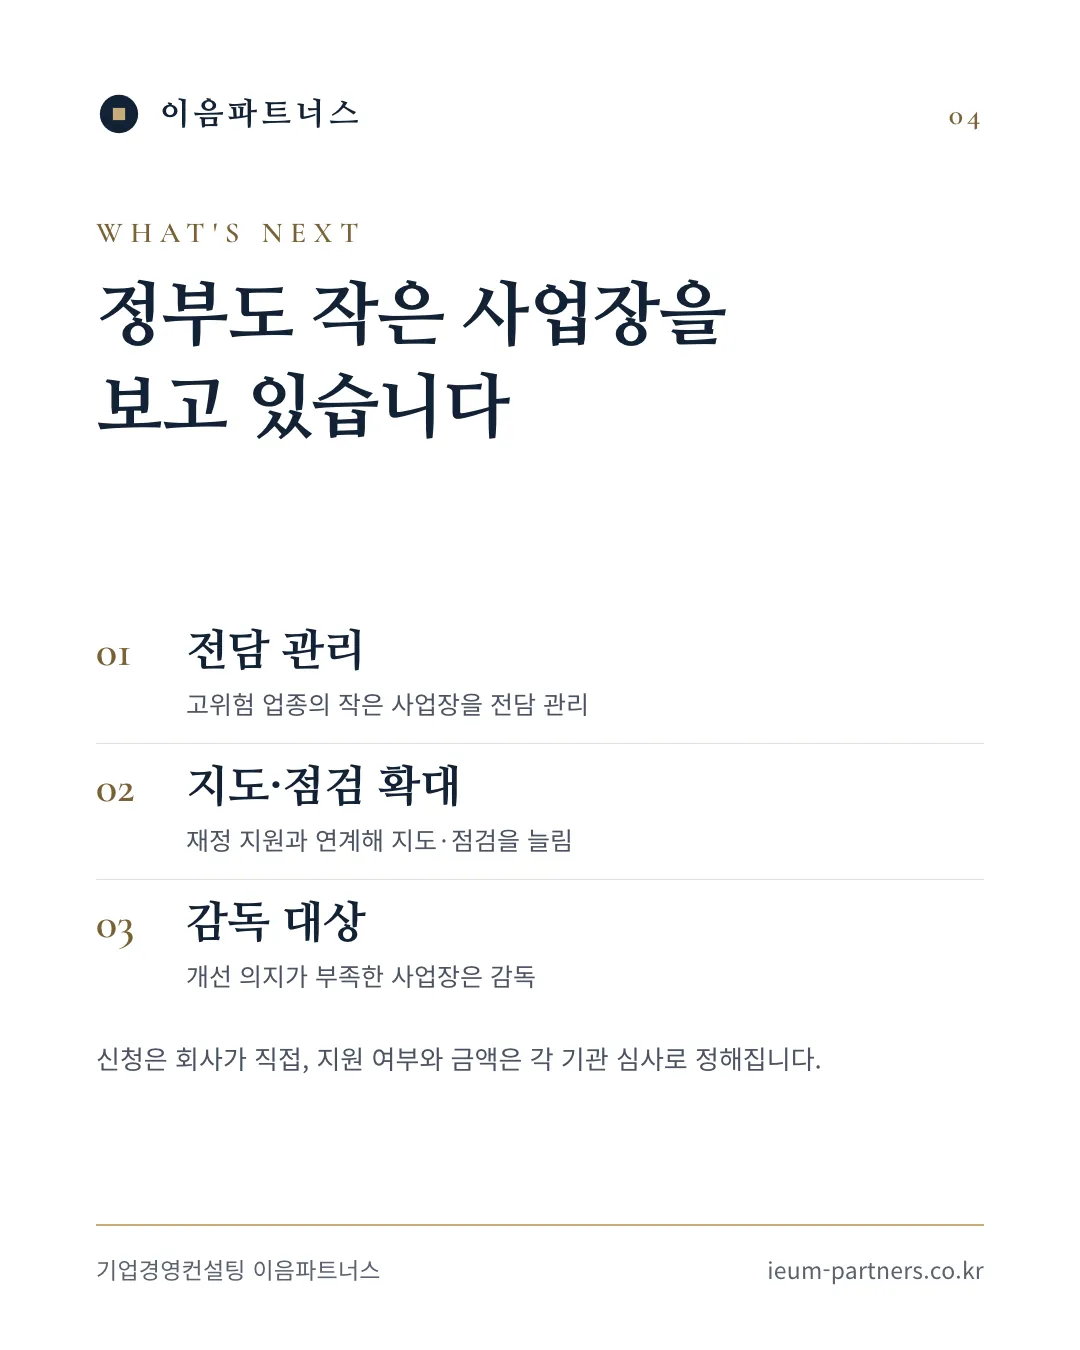 이음파트너스
04
WHAT'S NEXT
정부도 작은 사업장을
보고 있습니다
01 전담 관리
고위험 업종의 작은 사업장을 전담 관리
02 지도·점검 확대
재정 지원과 연계해 지도·점검을 늘림
03 감독 대상
개선 의지가 부족한 사업장은 감독
신청은 회사가 직접, 지원 여부와 금액은 각 기관 심사로 정해집니다.
기업경영컨설팅 이음파트너스
ieum-partners.co.kr